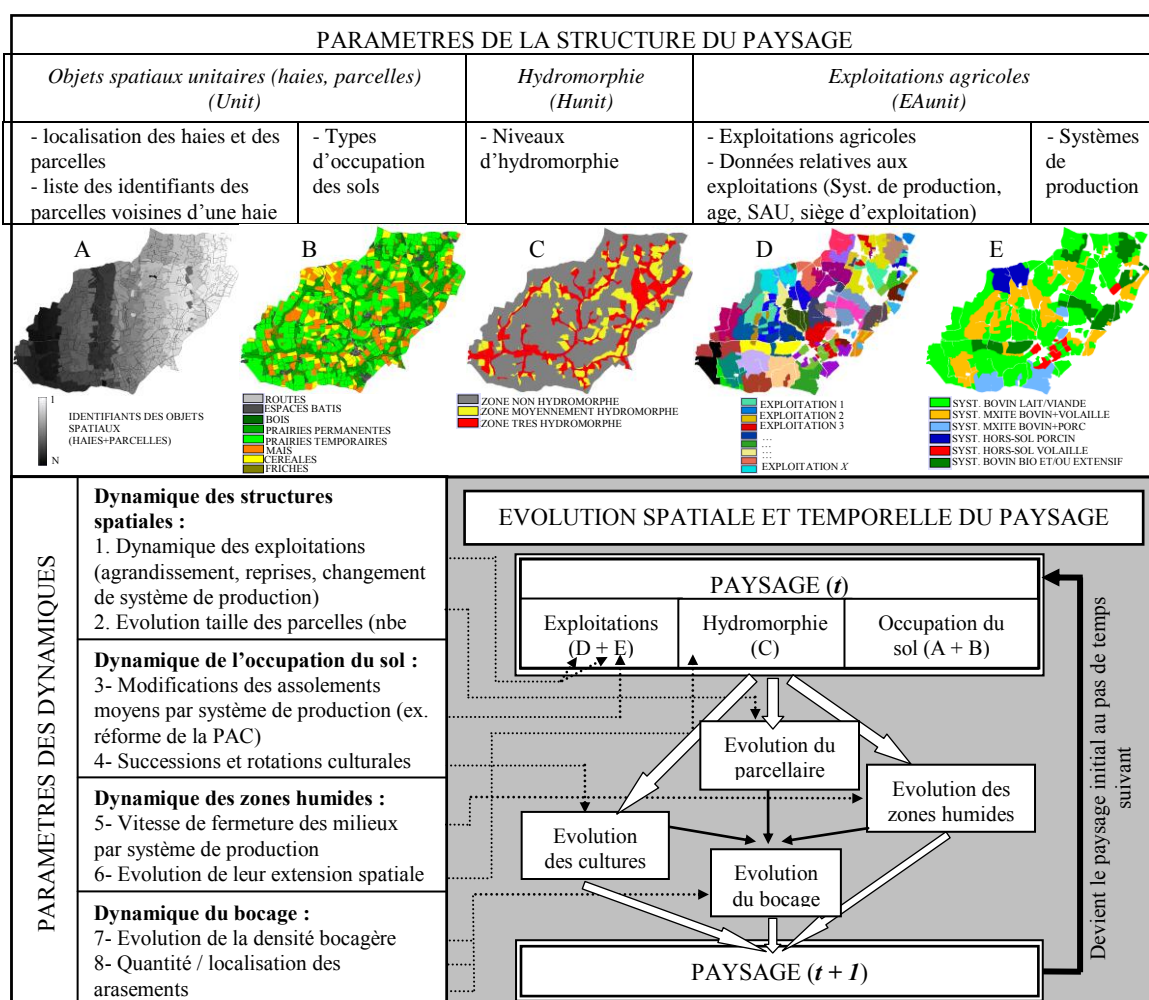 PARAMETRES DE LA STRUCTURE DU PAYSAGE
Objets spatiaux unitaires (haies, parcelles)
(Unit)
Hydromorphie
(Hunit)
Exploitations agricoles
(EAunit)
- localisation des haies et des
parcelles
- liste des identifiants des
parcelles voisines d’une haie
- Types
d’occupation
des sols
- Niveaux
d’hydromorphie
- Exploitations agricoles
- Données relatives aux
exploitations (Syst. de production,
age, SAU, siège d’exploitation)
- Systèmes
de
production
A
B
C
D
E
1
N
IDENTIFIANTS DES OBJETS
SPATIAUX
(HAIES+PARCELLES)
ROUTES
ESPACES BATIS
BOIS
PRAIRIES PERMANENTES
PRAIRIES TEMPORAIRES
MAIS
CEREALES
FRICHES
ZONE NON HYDROMORPHE
ZONE MOYENNEMENT HYDROMORPHE
ZONE TRES HYDROMORPHE
EXPLOITATION 1
EXPLOITATION 2
EXPLOITATION 3
...
...
...
EXPLOITATION X
SYST. BOVIN LAIT/VIANDE
SYST. MXITE BOVIN+VOLAILLE
SYST. MXITE BOVIN+PORC
SYST. HORS-SOL PORCIN
SYST. HORS-SOL VOLAILLE
SYST. BOVIN BIO ET/OU EXTENSIF
PARAMETRES DES DYNAMIQUES
Dynamique des structures
spatiales :
1. Dynamique des exploitations
(agrandissement, reprises, changement
de système de production)
2. Evolution taille des parcelles (nbe
Dynamique de l’occupation du sol :
3- Modifications des assolements
moyens par système de production (ex.
réforme de la PAC)
4- Successions et rotations culturales
Dynamique des zones humides :
5- Vitesse de fermeture des milieux
par système de production
6- Evolution de leur extension spatiale
Dynamique du bocage :
7- Evolution de la densité bocagère
8- Quantité / localisation des
arasements
EVOLUTION SPATIALE ET TEMPORELLE DU PAYSAGE
PAYSAGE (t)
Exploitations
(D + E)
Hydromorphie
(C)
Occupation du
sol (A + B)
Evolution du
parcellaire
Evolution des
zones humides
Evolution
des cultures
Evolution
du bocage
PAYSAGE (t + 1)
Devient le paysage initial au pas de temps
suivant